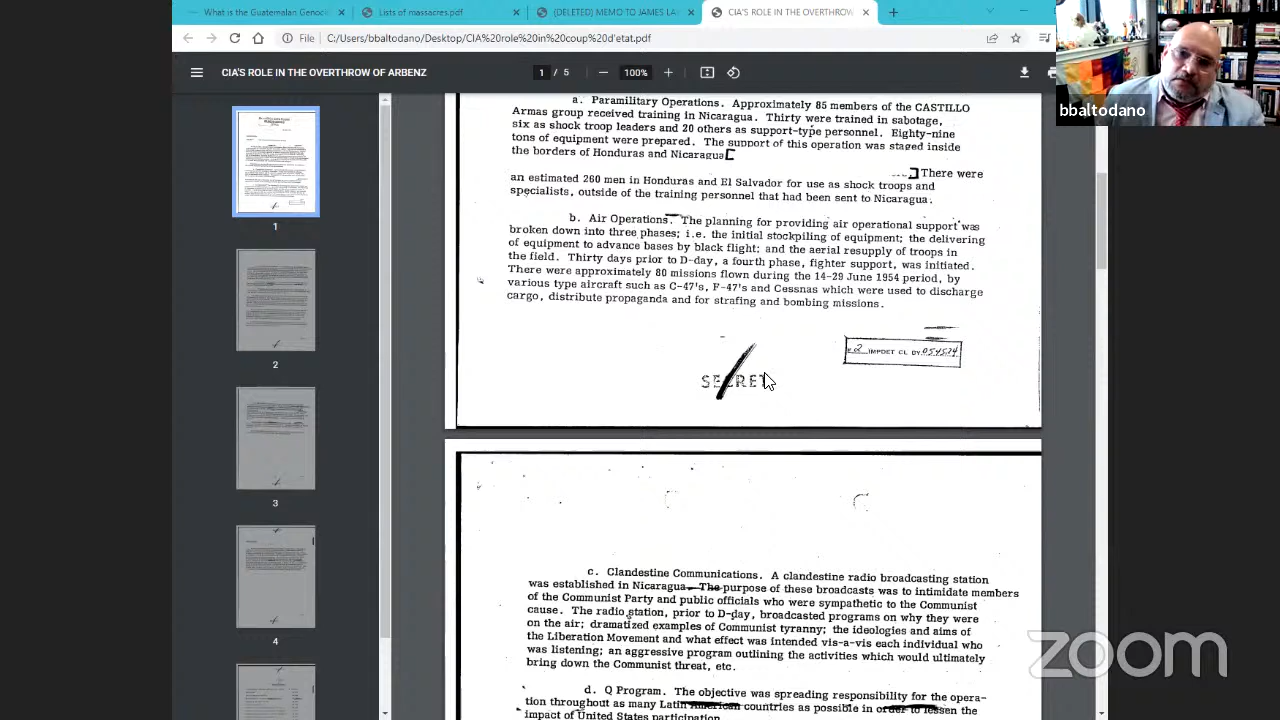 What is the Guatemalan Genocid
Lists of massacres.pdf
(DELETED) MEMO TO JAMES LA
CIA'S ROLE IN THE OVERTHROW
File
C:/Users/bbaltodano/Desktop/CIA%20role%20in%20coup%20d'etat.pdf
CIA'S ROLE IN THE OVERTHROW OF ARBENZ
1 / 5
100%
bbaltodano
1
2
3
4
a. Paramilitary Operations. Approximately 85 members of the CASTILLO
Armas group received training in Nicaragua. Thirty were trained in sabotage,
six as shock troop leaders and 20 others as support-type personnel. Eighty-nine
tons of equipment were prepared. The support of this operation was staged inside
the borders of Honduras and Nicaragua[
] There were
an estimated 260 men in Honduras and El Salvador for use as shock troops and
specialists, outside of the training personnel that had been sent to Nicaragua.
b. Air Operations. The planning for providing air operational support was
broken down into three phases; i.e. the initial stockpiling of equipment; the delivering
of equipment to advance bases by black flight; and the aerial resupply of troops in
the field. Thirty days prior to D-day, a fourth phase, fighter support, was initiated.
There were approximately 80 missions flown during the 14-29 June 1954 period, by
various type aircraft such as C-47's, F-47's and Cessnas which were used to discharge
cargo, distribute propaganda and for strafing and bombing missions.
2 IMPDET CL BY
SECRET
c. Clandestine Communications. A clandestine radio broadcasting station
was established in Nicaragua. The purpose of these broadcasts was to intimidate members
of the Communist Party and public officials who were sympathetic to the Communist
cause. The radio station, prior to D-day, broadcasted programs on why they were
on the air; dramatized examples of Communist tyranny; the ideologies and aims of
the Liberation Movement and what effect was intended vis-a-vis each individual who
was listening; an aggressive program outlining the activities which would ultimately
bring down the Communist threat, etc.
d. Q Program. The objective was spreading responsibility for the opera-
tion throughout as many Latin American countries as possible in order to lessen the
impact of United States participation
zoom